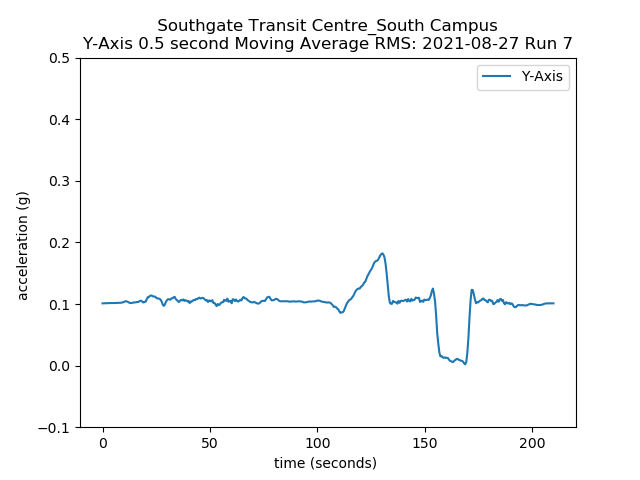 Southgate Transit Centre_South Campus
Y-Axis 0.5 second Moving Average RMS: 2021-08-27 Run 7
Y-Axis
acceleration (g)
0.5
0.4
0.3
0.2
0.1
0.0
−0.1
0 50 100 150 200
time (seconds)